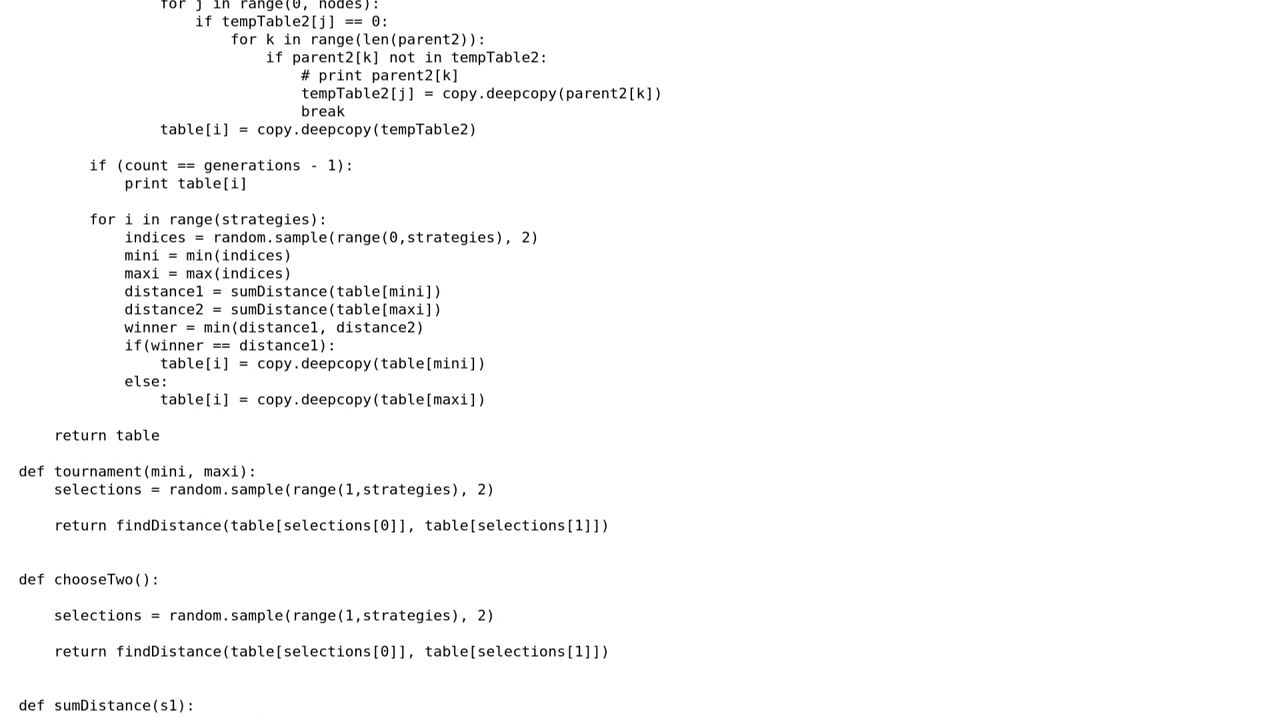 for j in range(0, nodes):
                    if tempTable2[j] == 0:
                        for k in range(len(parent2)):
                            if parent2[k] not in tempTable2:
                                # print parent2[k]
                                tempTable2[j] = copy.deepcopy(parent2[k])
                                break
                table[i] = copy.deepcopy(tempTable2)

        if (count == generations - 1):
            print table[i]

        for i in range(strategies):
            indices = random.sample(range(0,strategies), 2)
            mini = min(indices)
            maxi = max(indices)
            distance1 = sumDistance(table[mini])
            distance2 = sumDistance(table[maxi])
            winner = min(distance1, distance2)
            if(winner == distance1):
                table[i] = copy.deepcopy(table[mini])
            else:
                table[i] = copy.deepcopy(table[maxi])

    return table

def tournament(mini, maxi):
    selections = random.sample(range(1,strategies), 2)

    return findDistance(table[selections[0]], table[selections[1]])


def chooseTwo():

    selections = random.sample(range(1,strategies), 2)

    return findDistance(table[selections[0]], table[selections[1]])


def sumDistance(s1):